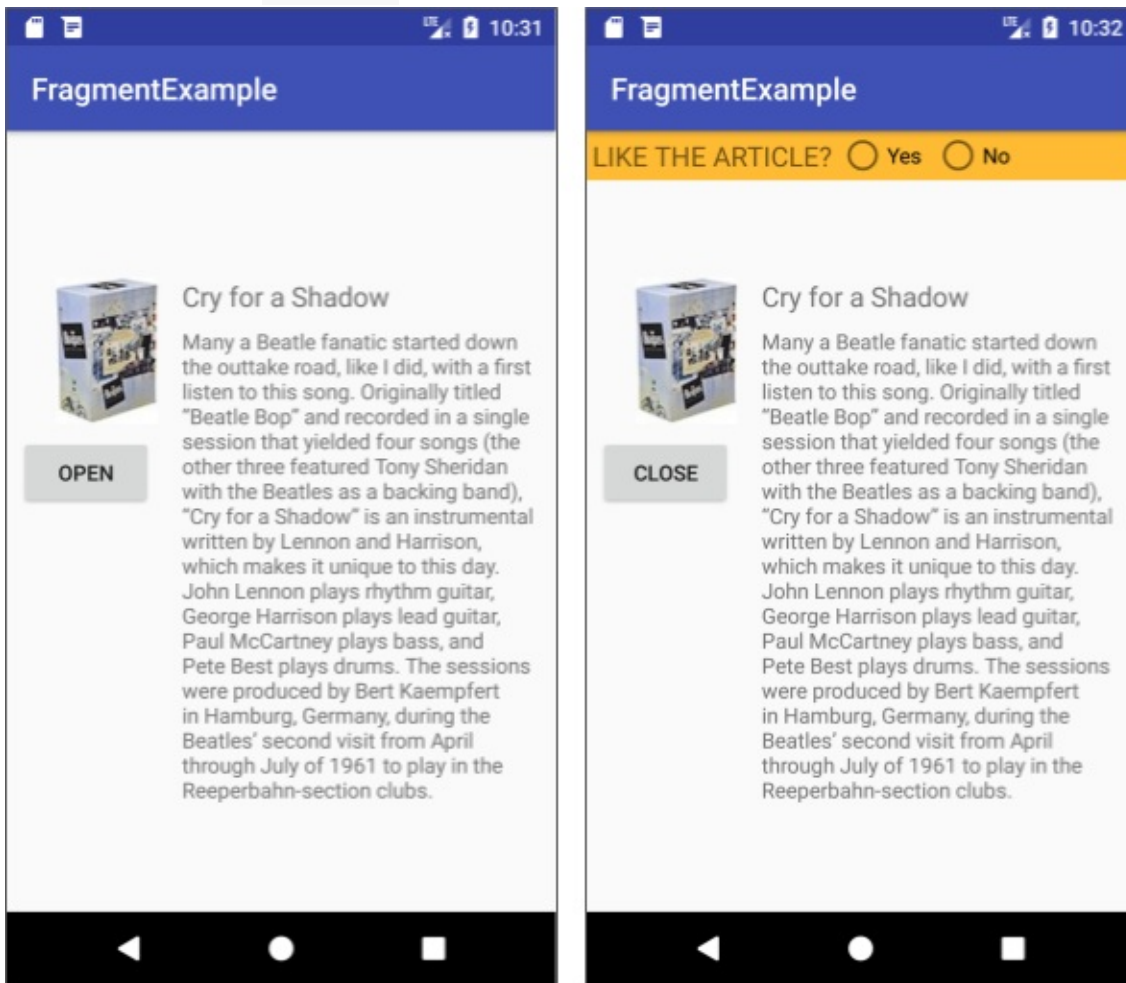 LTE 10:31
FragmentExample
Cry for a Shadow
Many a Beatle fanatic started down
the outtake road, like I did, with a first
listen to this song. Originally titled
“Beatle Bop” and recorded in a single
session that yielded four songs (the
other three featured Tony Sheridan
with the Beatles as a backing band),
“Cry for a Shadow” is an instrumental
written by Lennon and Harrison,
which makes it unique to this day.
John Lennon plays rhythm guitar,
George Harrison plays lead guitar,
Paul McCartney plays bass, and
Pete Best plays drums. The sessions
were produced by Bert Kaempfert
in Hamburg, Germany, during the
Beatles’ second visit from April
through July of 1961 to play in the
Reeperbahn-section clubs.
OPEN
LTE 10:32
FragmentExample
LIKE THE ARTICLE? Yes No
Cry for a Shadow
Many a Beatle fanatic started down
the outtake road, like I did, with a first
listen to this song. Originally titled
“Beatle Bop” and recorded in a single
session that yielded four songs (the
other three featured Tony Sheridan
with the Beatles as a backing band),
“Cry for a Shadow” is an instrumental
written by Lennon and Harrison,
which makes it unique to this day.
John Lennon plays rhythm guitar,
George Harrison plays lead guitar,
Paul McCartney plays bass, and
Pete Best plays drums. The sessions
were produced by Bert Kaempfert
in Hamburg, Germany, during the
Beatles’ second visit from April
through July of 1961 to play in the
Reeperbahn-section clubs.
CLOSE